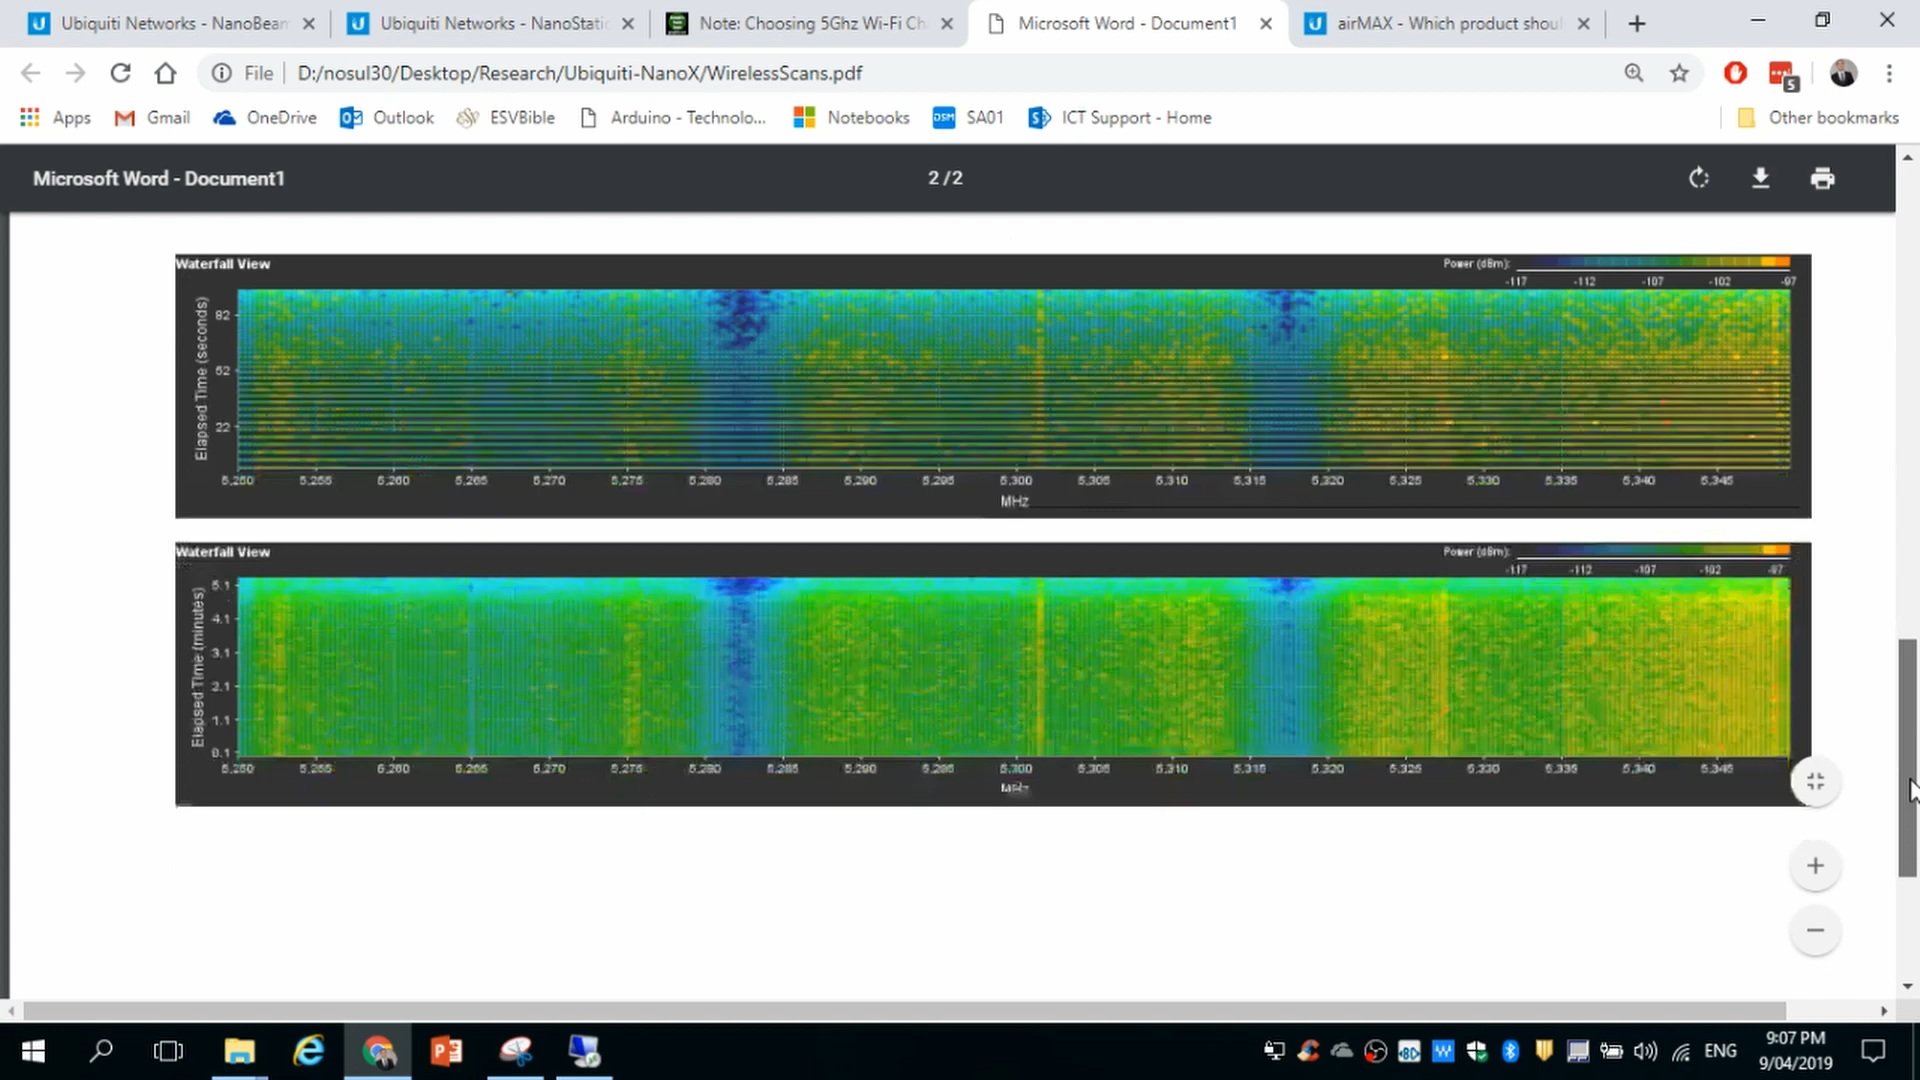 Ubiquiti Networks - NanoBeam
Ubiquiti Networks - NanoStatio
Note: Choosing 5Ghz Wi-Fi Ch
Microsoft Word - Document1
airMAX - Which product shoul
File
D:/nosul30/Desktop/Research/Ubiquiti-NanoX/WirelessScans.pdf
5
Apps
Gmail
OneDrive
Outlook
ESVBible
Arduino - Technolo...
Notebooks
DSM
SA01
ICT Support - Home
Other bookmarks
Microsoft Word - Document1
2 / 2
Waterfall View
Power (dBm):
-117 -112 -107 -102 -97
Elapsed Time (seconds)
82
52
22
5,250 5,255 5,260 5,265 5,270 5,275 5,280 5,285 5,290 5,295 5,300 5,305 5,310 5,315 5,320 5,325 5,330 5,335 5,340 5,345
MHz
Waterfall View
Power (dBm):
-117 -112 -107 -102 -97
Elapsed Time (minutes)
5.1
4.1
3.1
2.1
1.1
0.1
5,250 5,255 5,260 5,265 5,270 5,275 5,280 5,285 5,290 5,295 5,300 5,305 5,310 5,315 5,320 5,325 5,330 5,335 5,340 5,345
MHz
ENG
9:07 PM
9/04/2019